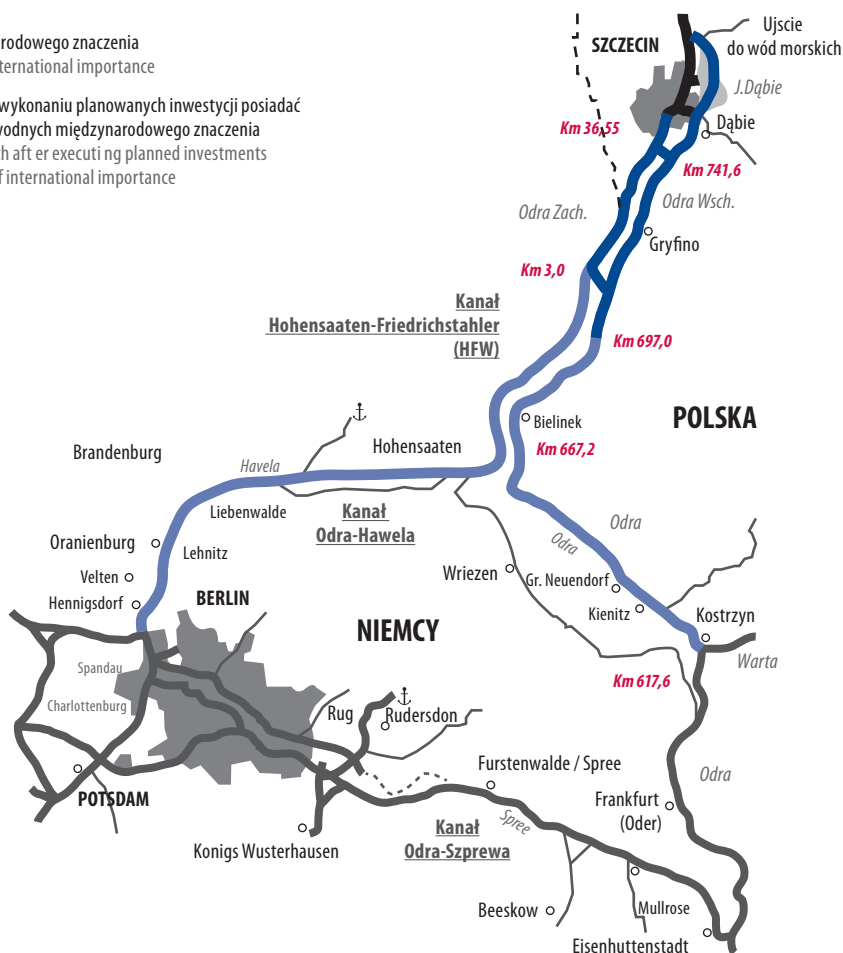 rodowego znaczenia
ternational importance
wykonaniu planowanych inwestycji posiadać
wodnych międzynarodowego znaczenia
h aft er executi ng planned investments
f international importance
Ujscie
do wód morskich
SZCZECIN
J.Dąbie
Dąbie
Km 36,55
Km 741,6
Odra Zach.
Odra Wsch.
Gryfino
Km 3,0
Kanał
Hohensaaten-Friedrichstahler
(HFW)
Km 697,0
POLSKA
Bielinek
Km 667,2
Brandenburg
Hohensaaten
Havela
Liebenwalde
Kanał
Odra-Hawela
Odra
Odra
Oranienburg
Lehnitz
Velten
Wriezen
Gr. Neuendorf
Hennigsdorf
BERLIN
Kienitz
Kostrzyn
NIEMCY
Warta
Spandau
Km 617,6
Charlottenburg
Rug
Rudersdon
Furstenwalde / Spree
Odra
POTSDAM
Frankfurt
(Oder)
Spree
Kanał
Odra-Szprewa
Konigs Wusterhausen
Beeskow
Mullrose
Eisenhuttenstadt